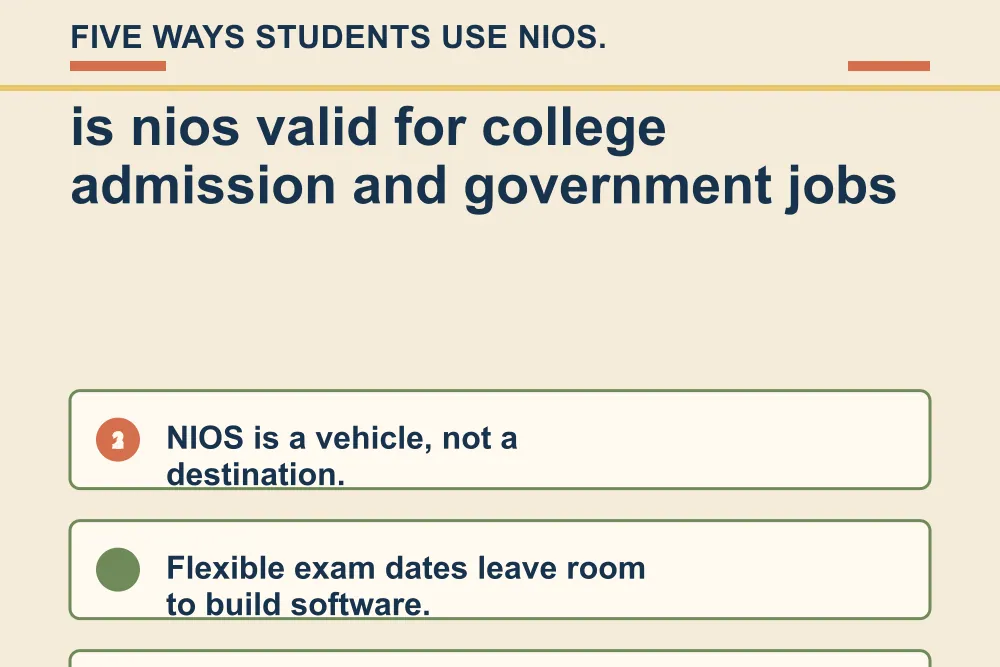 FIVE WAYS STUDENTS USE NIOS.
is nios valid for college
admission and government jobs
NIOS is a vehicle, not a
destination.
Flexible exam dates leave room
to build software.